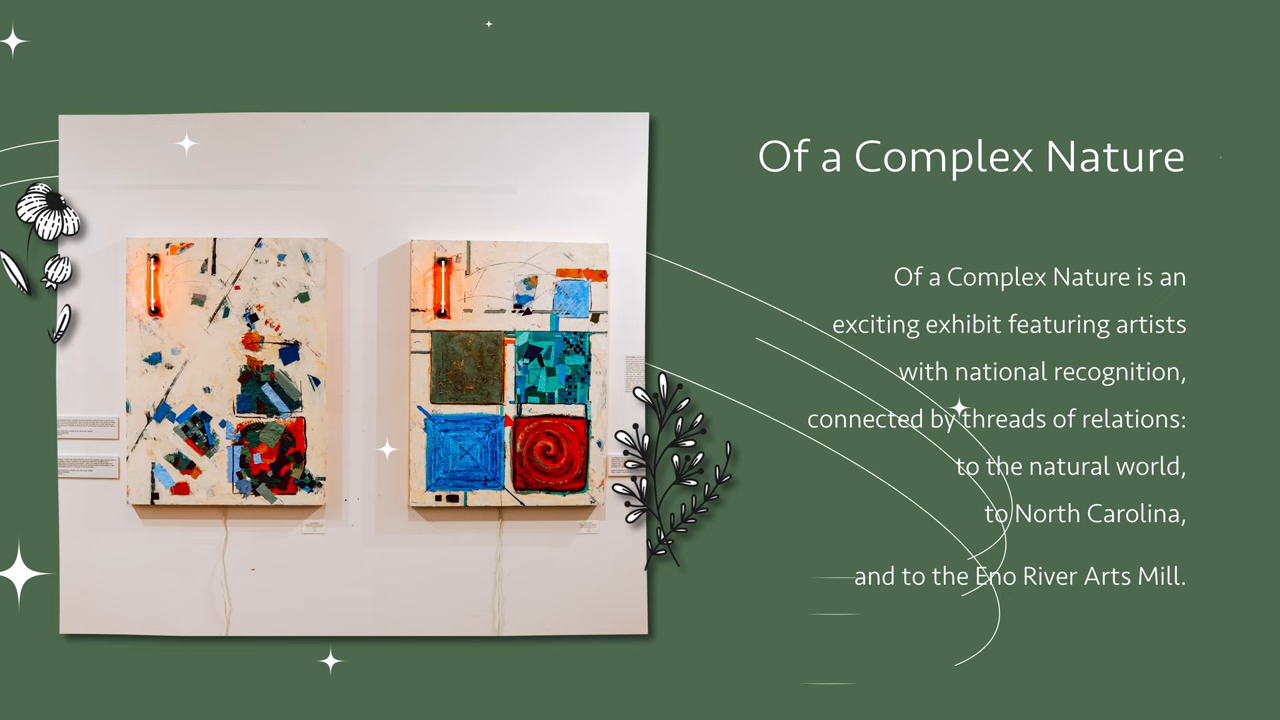 Of a Complex Nature
Of a Complex Nature is an
exciting exhibit featuring artists
with national recognition,
connected by threads of relations:
to the natural world,
to North Carolina,
and to the Eno River Arts Mill.